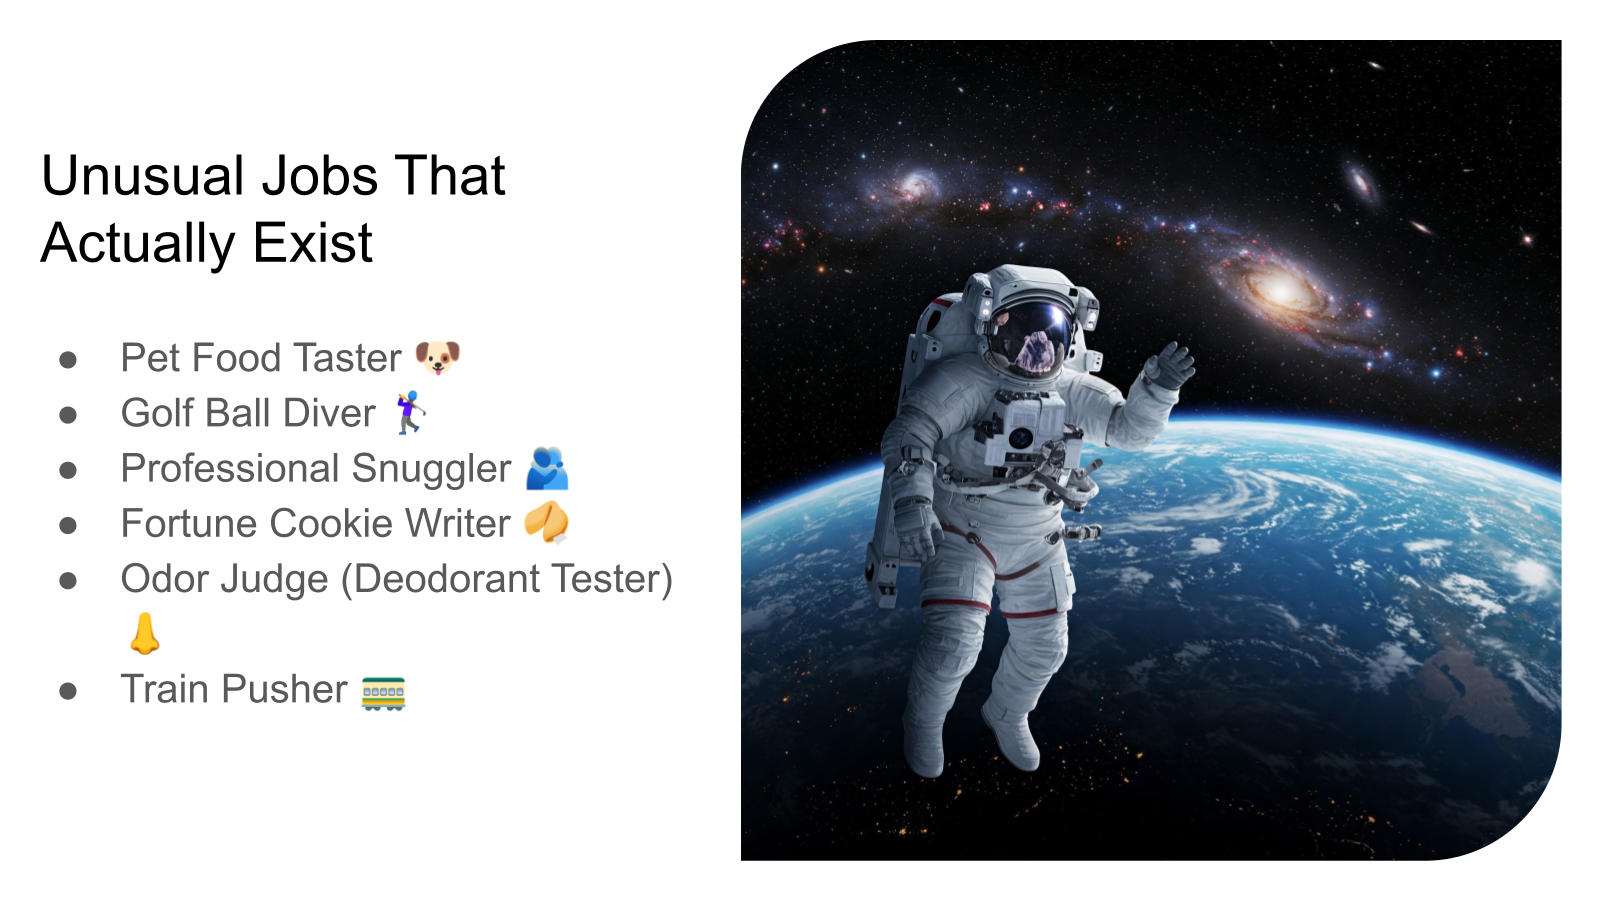 Unusual Jobs That
Actually Exist
● Pet Food Taster 🐶
● Golf Ball Diver 🏌️‍♀️
● Professional Snuggler 🫂
● Fortune Cookie Writer 🥠
● Odor Judge (Deodorant Tester)
👃
● Train Pusher 🚃